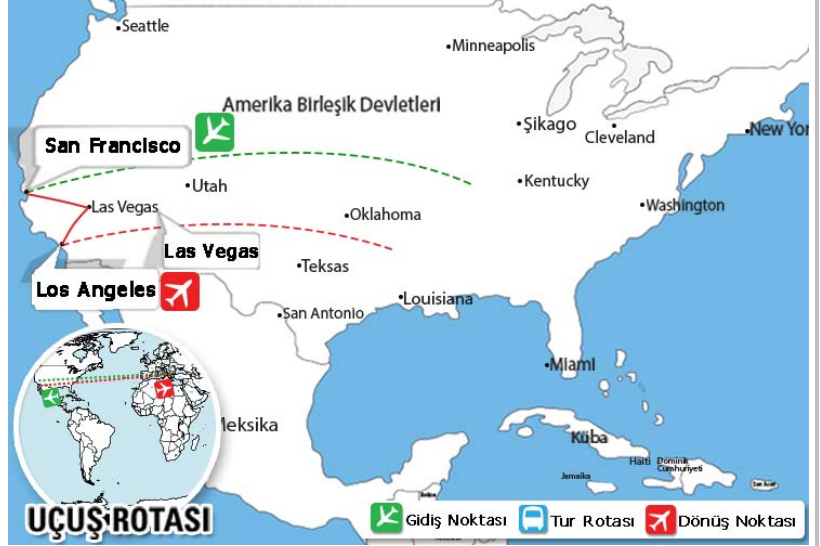 Seattle
Minneapolis
Amerika Birleşik Devletleri
Şikago
Cleveland
New Yor
San Francisco
Utah
Kentucky
Las Vegas
Oklahoma
Washington
Las Vegas
Teksas
Los Angeles
Louisiana
San Antonio
Miami
Meksika
Küba
Haiti
Dominik
Cumhuriyeti
Jamaika
San Juan
UÇUŞ ROTASI
Gidiş Noktası
Tur Rotası
Dönüş Noktası